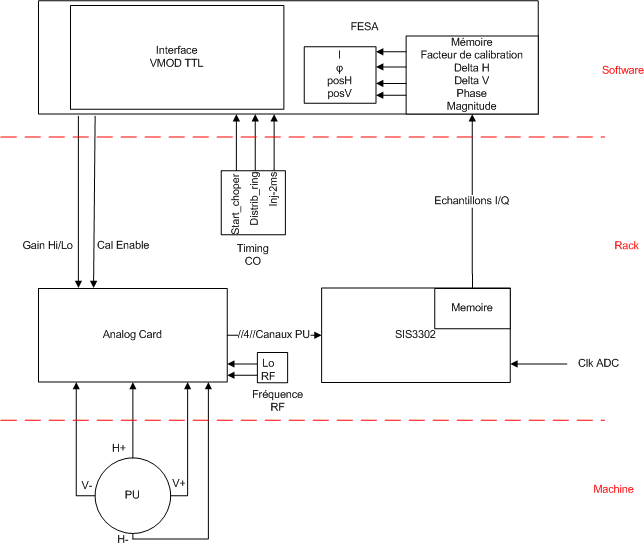 FESA
Interface
VMOD TTL
I
φ
posH
posV
Mémoire
Facteur de calibration
Delta H
Delta V
Phase
Magnitude
Software
Start_choper
Distrib_ring
Inj-2ms
Timing
CO
Gain Hi/Lo
Cal Enable
Echantillons I/Q
Rack
Analog Card
//4//Canaux PU
SIS3302
Memoire
Lo
RF
Fréquence
RF
Clk ADC
H+
V-
V+
PU
H-
Machine